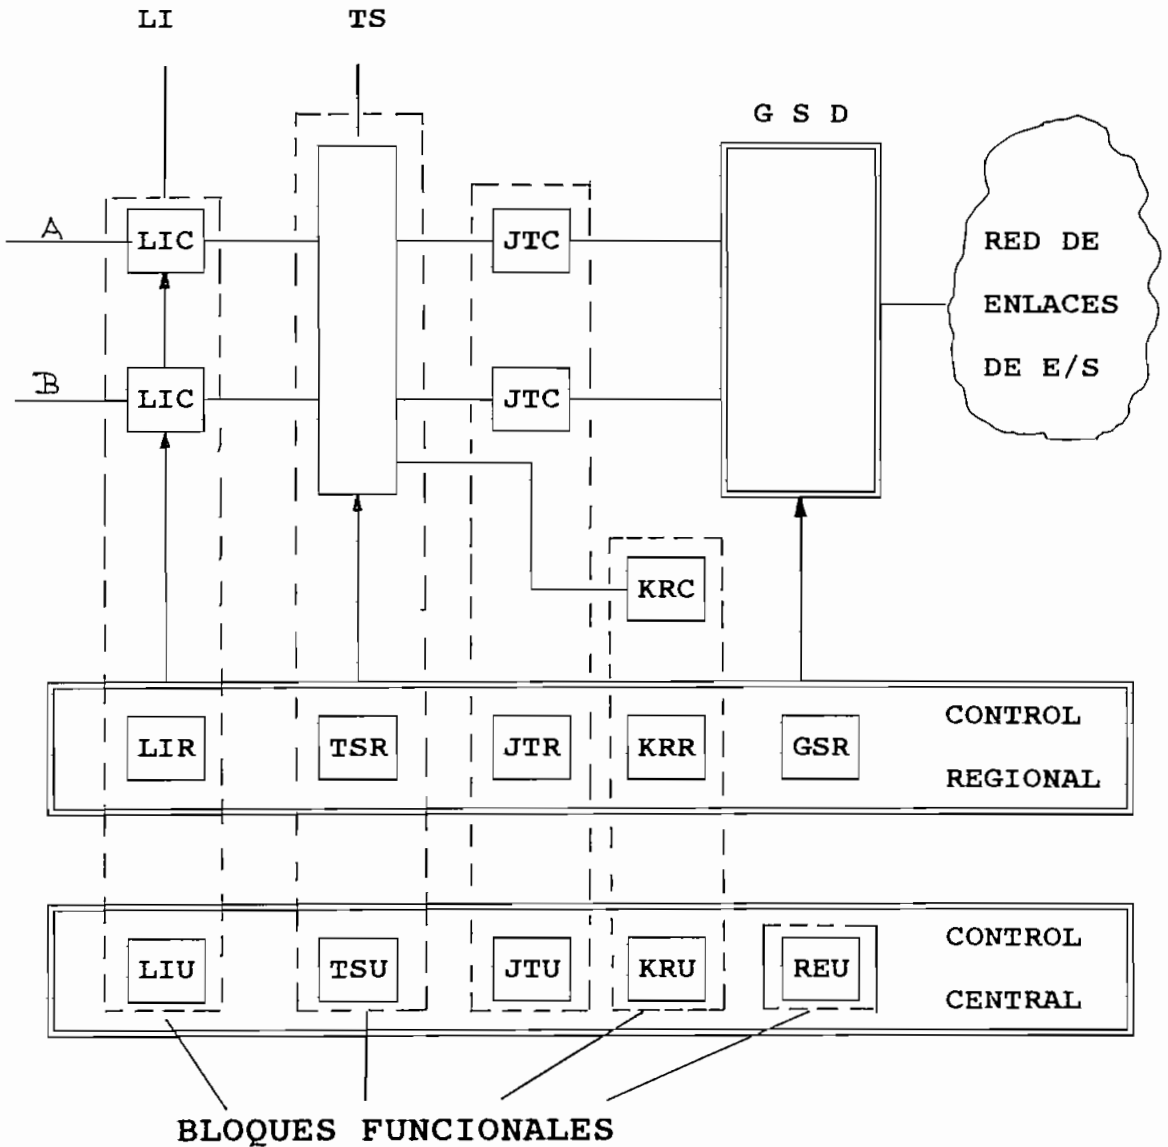 LI TS
G S D
A LIC JTC
RED DE
ENLACES
DE E/S
B LIC JTC
KRC
LIR TSR JTR KRR GSR
CONTROL
REGIONAL
LIU TSU JTU KRU REU
CONTROL
CENTRAL
BLOQUES FUNCIONALES